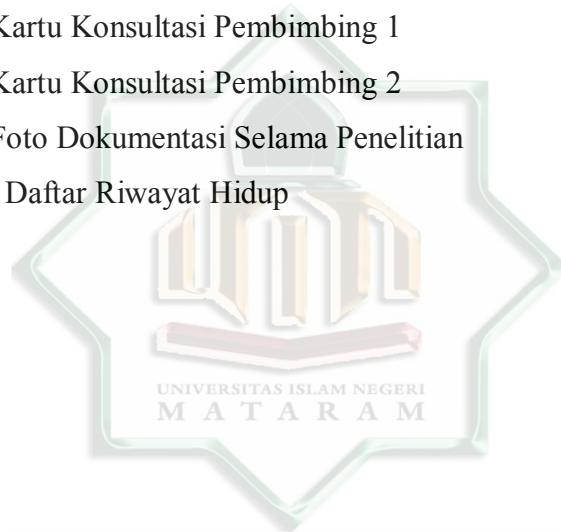 Kartu Konsultasi Pembimbing 1
Kartu Konsultasi Pembimbing 2
Foto Dokumentasi Selama Penelitian
Daftar Riwayat Hidup
UNIVERSITAS ISLAM NEGERI
MATARAM